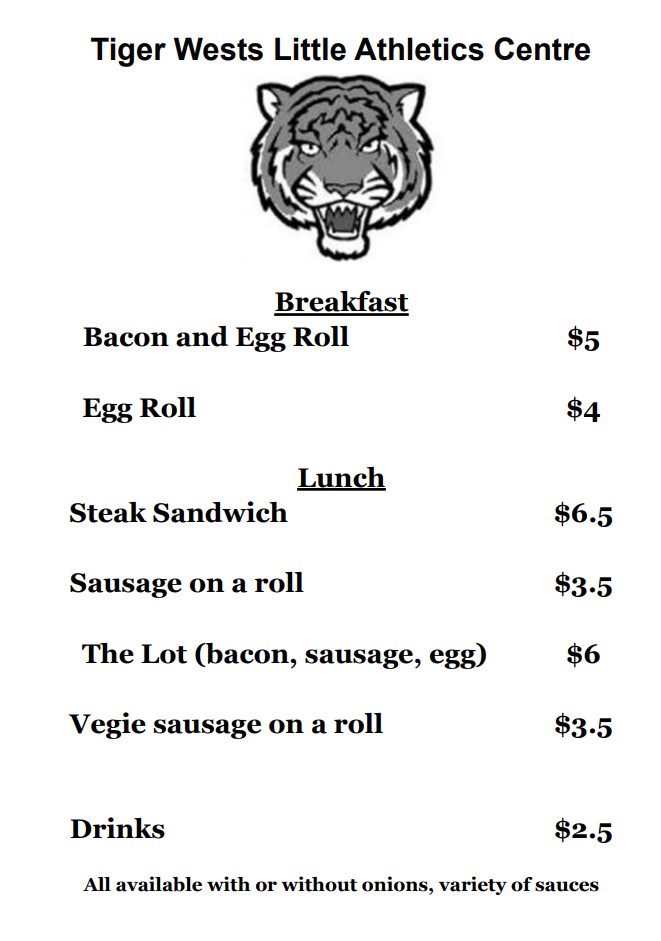 Tiger Wests Little Athletics Centre
Breakfast
Bacon and Egg Roll $5
Egg Roll $4
Lunch
Steak Sandwich $6.5
Sausage on a roll $3.5
The Lot (bacon, sausage, egg) $6
Vegie sausage on a roll $3.5
Drinks $2.5
All available with or without onions, variety of sauces